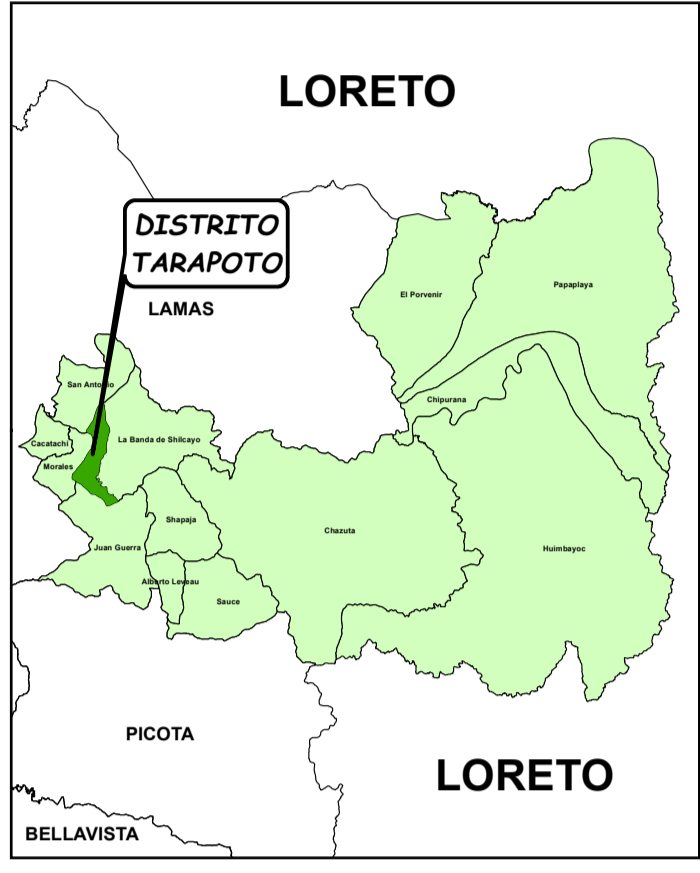 LORETO
DISTRITO
TARAPOTO
LAMAS
El Porvenir
Papaplaya
San Antonio
Chipurana
Cacatachi
La Banda de Shilcayo
Morales
Shapaja
Chazuta
Juan Guerra
Huimbayoc
Alberto Leveau
Sauce
PICOTA
LORETO
BELLAVISTA